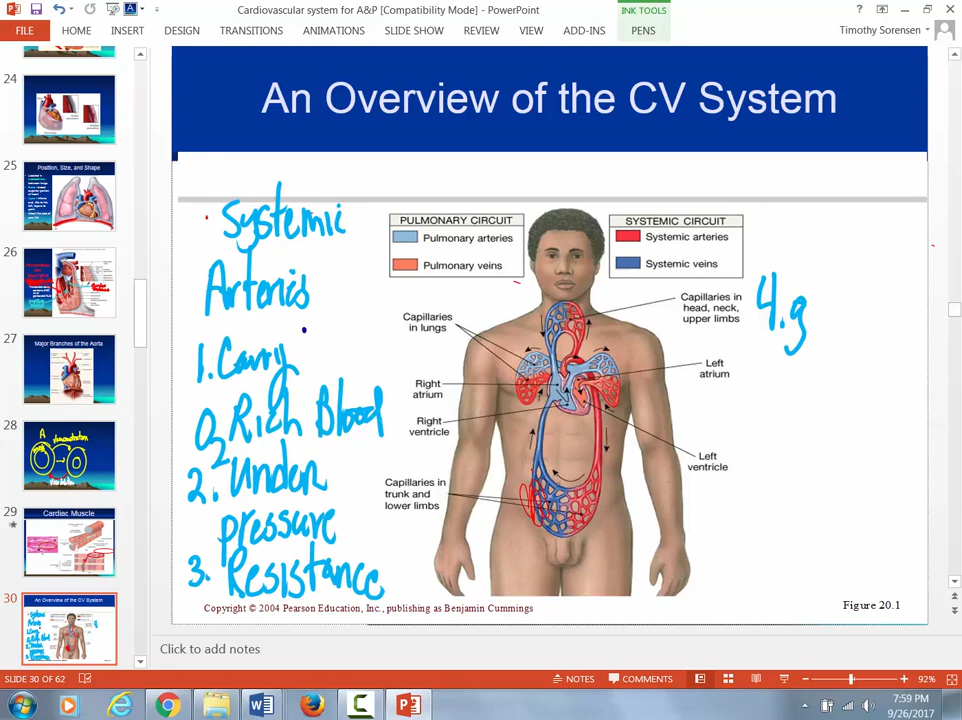 Cardiovascular system for A&P [Compatibility Mode] - PowerPoint
INK TOOLS
FILE HOME INSERT DESIGN TRANSITIONS ANIMATIONS SLIDE SHOW REVIEW VIEW ADD-INS PENS
Timothy Sorensen
24
25
Position, Size, and Shape
26
27
Major Branches of the Aorta
28
29
Cardiac Muscle
30
An Overview of the CV System
An Overview of the CV System
Systemic
Arteries
1. Carry
O2 Rich Blood
2. Under
pressure
3. Resistance
4. g
PULMONARY CIRCUIT
Pulmonary arteries
Pulmonary veins
SYSTEMIC CIRCUIT
Systemic arteries
Systemic veins
Capillaries in
head, neck,
upper limbs
Capillaries
in lungs
Left
atrium
Right
atrium
Right
ventricle
Left
ventricle
Capillaries in
trunk and
lower limbs
Copyright © 2004 Pearson Education, Inc., publishing as Benjamin Cummings
Figure 20.1
Click to add notes
SLIDE 30 OF 62
NOTES
COMMENTS
92%
7:59 PM
9/26/2017